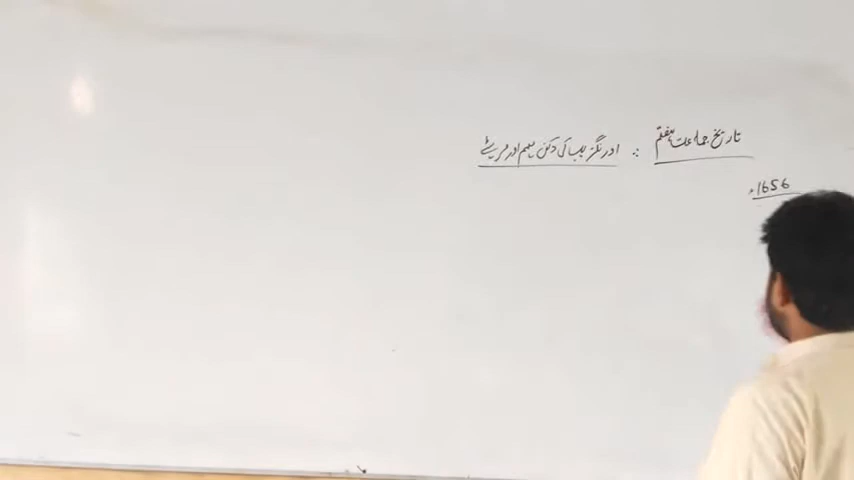 تاریخ جماعت ہفتم : اورنگزیب کی دکن مہم اور مرہٹے
1656ء